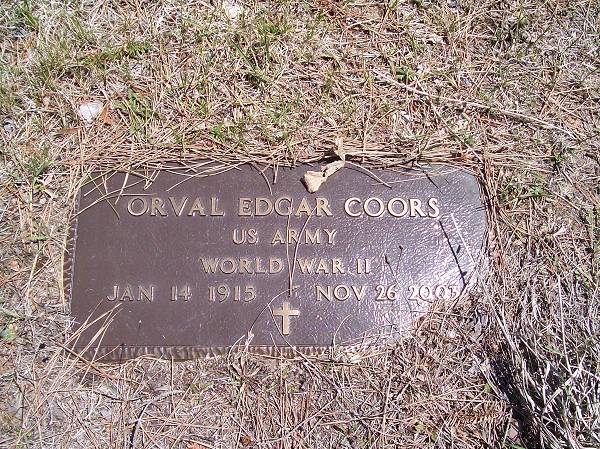 ORVAL EDGAR COORS
US ARMY
WORLD WAR II
JAN 14 1915 NOV 26 2003